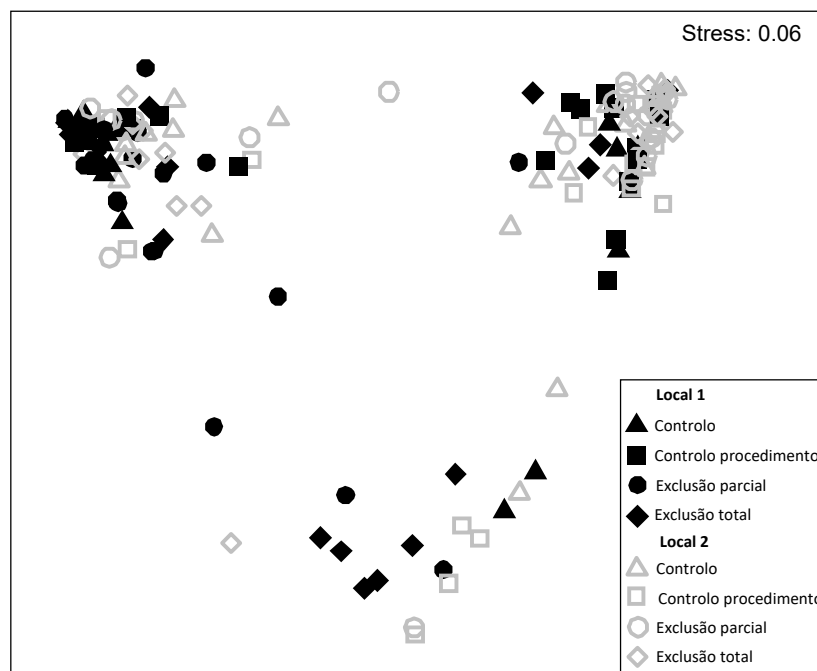 Stress: 0.06
Local 1
Controlo
Controlo procedimento
Exclusão parcial
Exclusão total
Local 2
Controlo
Controlo procedimento
Exclusão parcial
Exclusão total